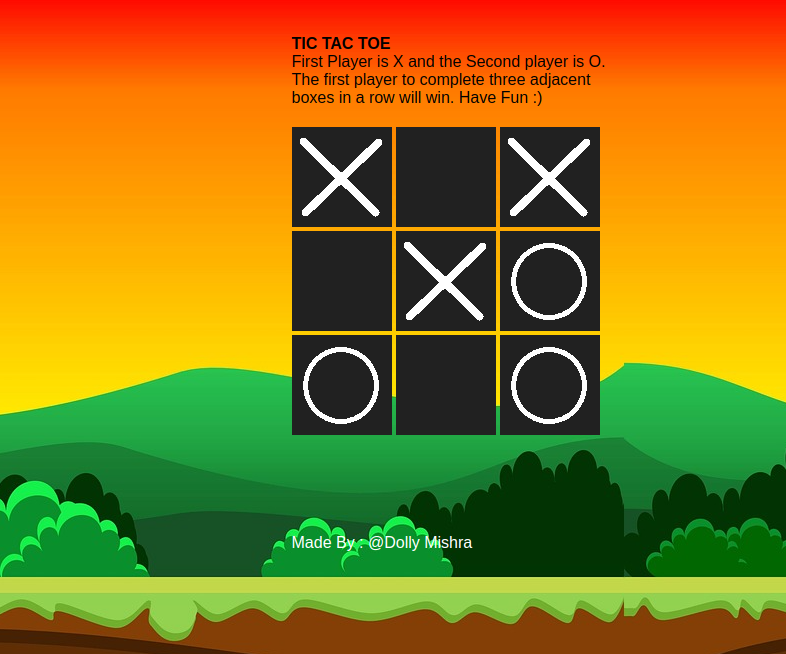 TIC TAC TOE
First Player is X and the Second player is O.
The first player to complete three adjacent
boxes in a row will win. Have Fun :)
Made By : @Dolly Mishra